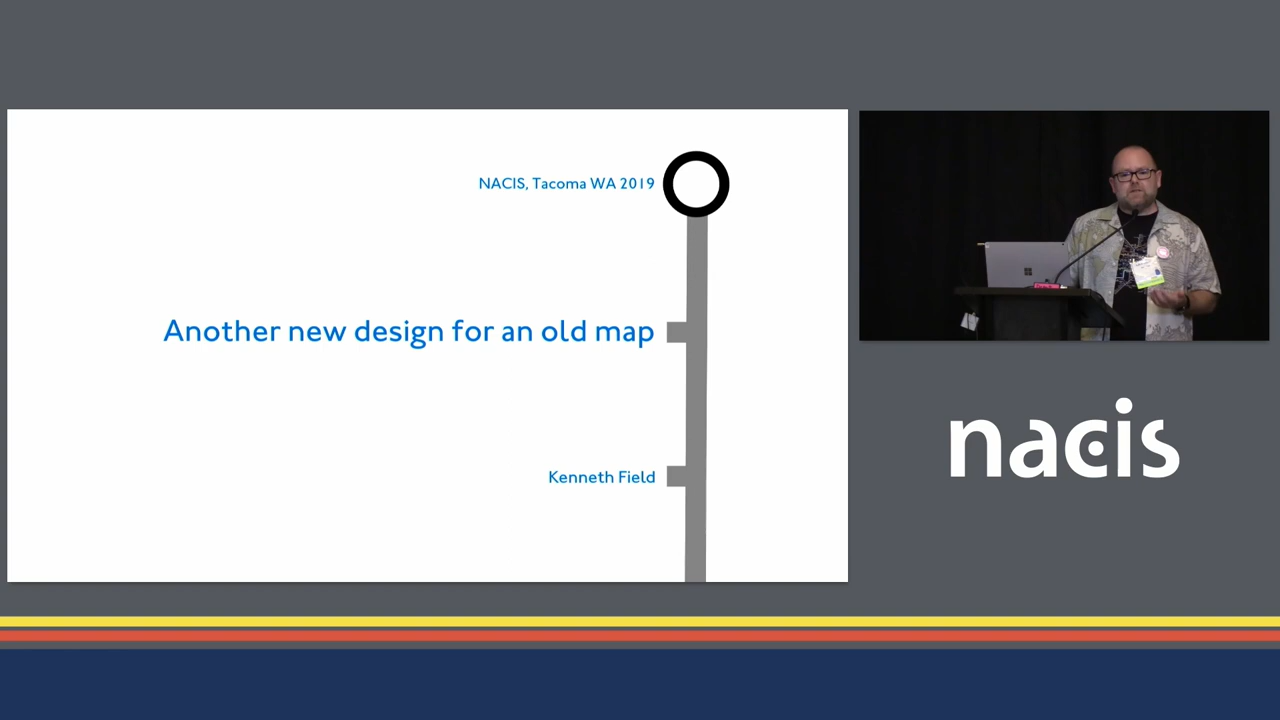 NACIS, Tacoma WA 2019
Another new design for an old map
Kenneth Field
nacis